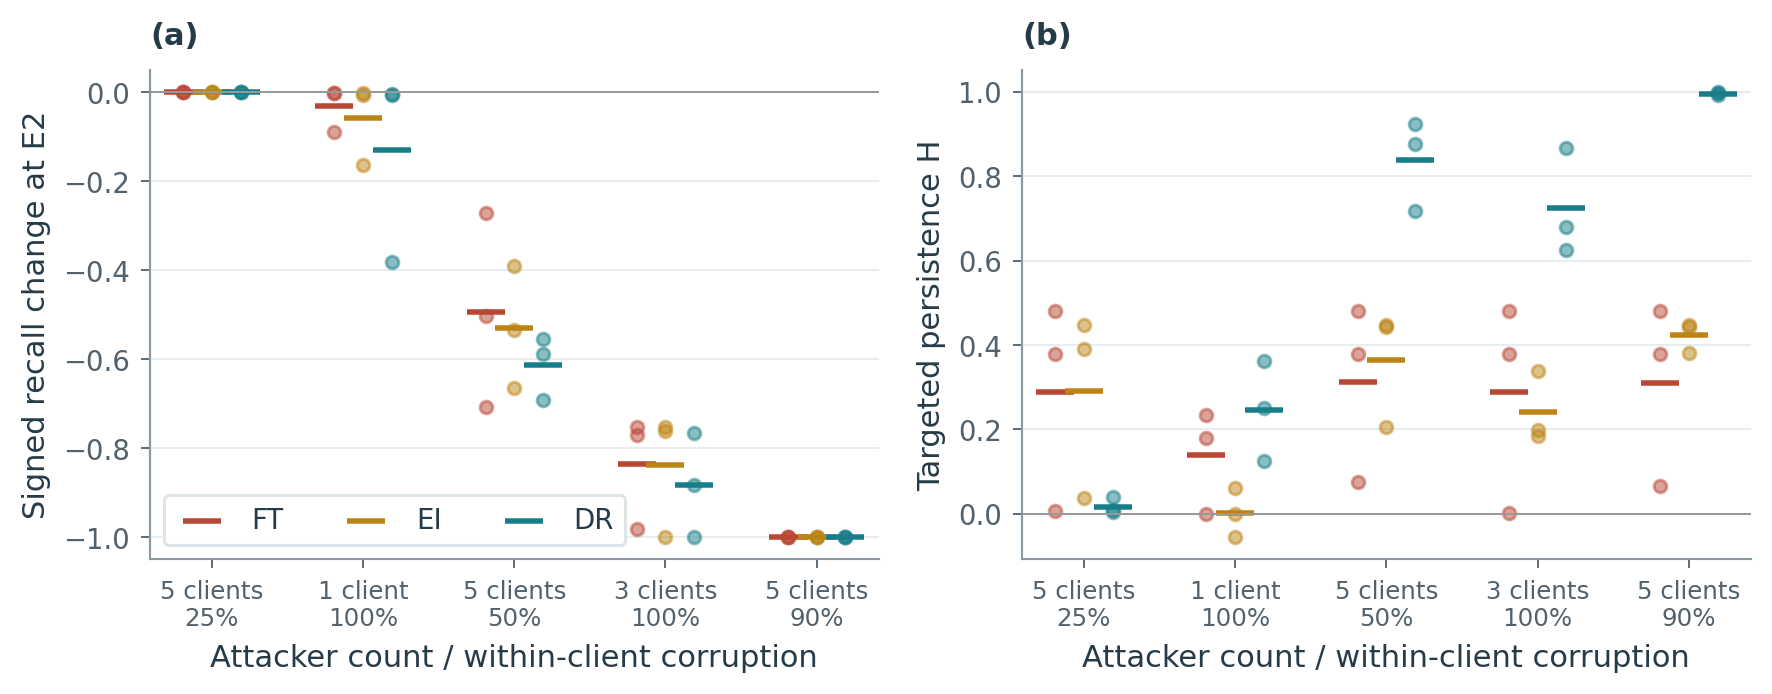 (a)
Signed recall change at E2
0.0
−0.2
−0.4
−0.6
−0.8
−1.0
FT
EI
DR
5 clients
25%
1 client
100%
5 clients
50%
3 clients
100%
5 clients
90%
Attacker count / within-client corruption
(b)
Targeted persistence H
1.0
0.8
0.6
0.4
0.2
0.0
5 clients
25%
1 client
100%
5 clients
50%
3 clients
100%
5 clients
90%
Attacker count / within-client corruption